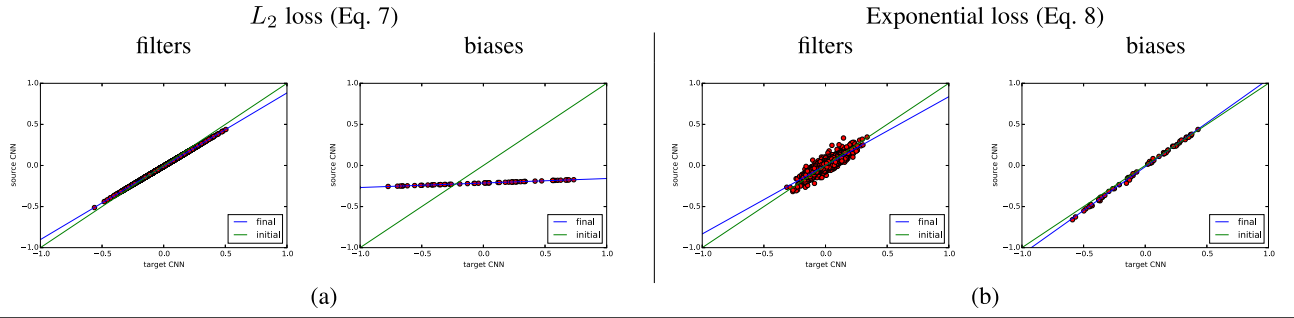 L₂ loss (Eq. 7)
filters
biases
1.0
0.5
0.0
−0.5
−1.0
source CNN
final
initial
−1.0 −0.5 0.0 0.5 1.0
target CNN
1.0
0.5
0.0
−0.5
−1.0
source CNN
final
initial
−1.0 −0.5 0.0 0.5 1.0
target CNN
(a)
Exponential loss (Eq. 8)
filters
biases
1.0
0.5
0.0
−0.5
−1.0
source CNN
final
initial
−1.0 −0.5 0.0 0.5 1.0
target CNN
1.0
0.5
0.0
−0.5
−1.0
source CNN
final
initial
−1.0 −0.5 0.0 0.5 1.0
target CNN
(b)